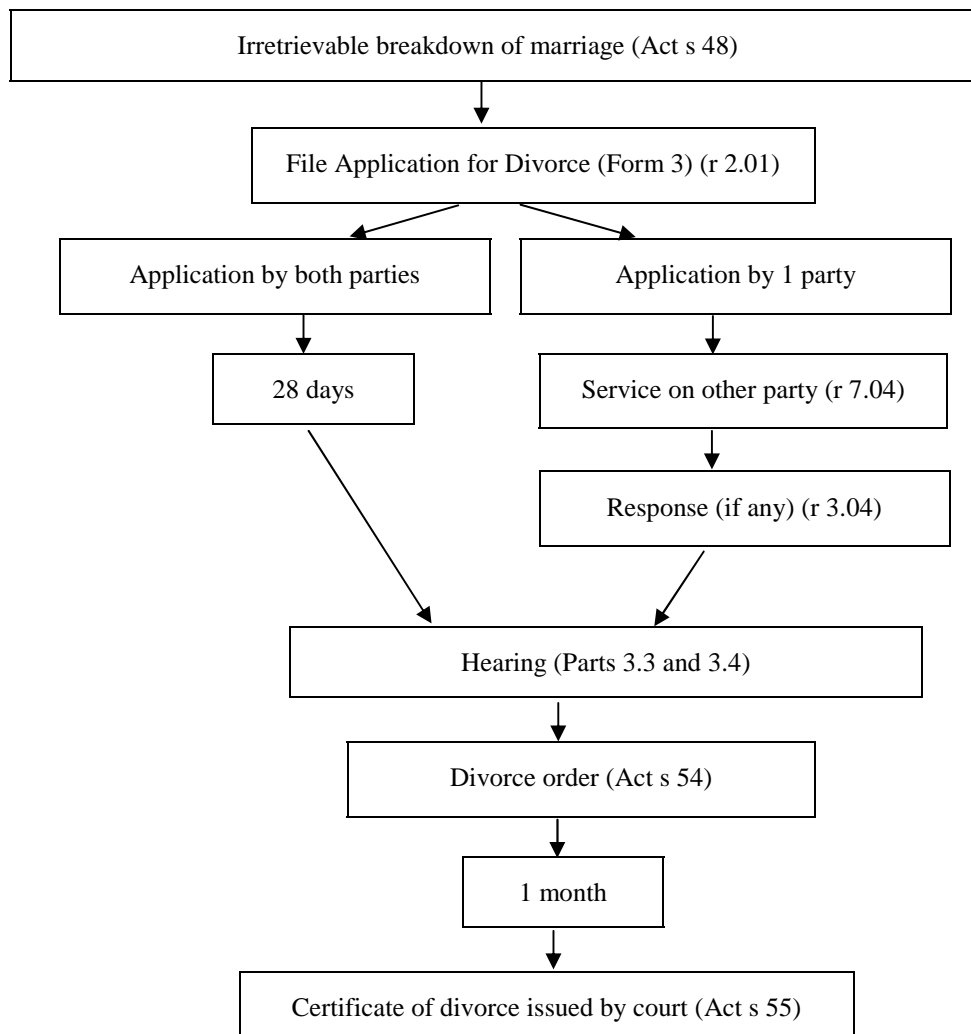 Irretrievable breakdown of marriage (Act s 48)
File Application for Divorce (Form 3) (r 2.01)
Application by both parties
Application by 1 party
28 days
Service on other party (r 7.04)
Response (if any) (r 3.04)
Hearing (Parts 3.3 and 3.4)
Divorce order (Act s 54)
1 month
Certificate of divorce issued by court (Act s 55)